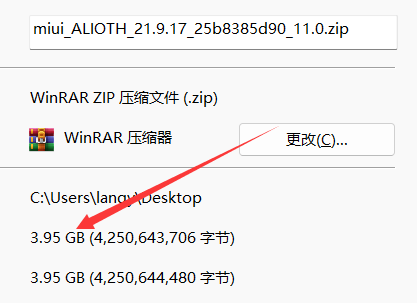 miui_ALIOTH_21.9.17_25b8385d90_11.0.zip
WinRAR ZIP 压缩文件 (.zip)
WinRAR 压缩器
更改(C)...
C:\Users\langy\Desktop
3.95 GB (4,250,643,706 字节)
3.95 GB (4,250,644,480 字节)